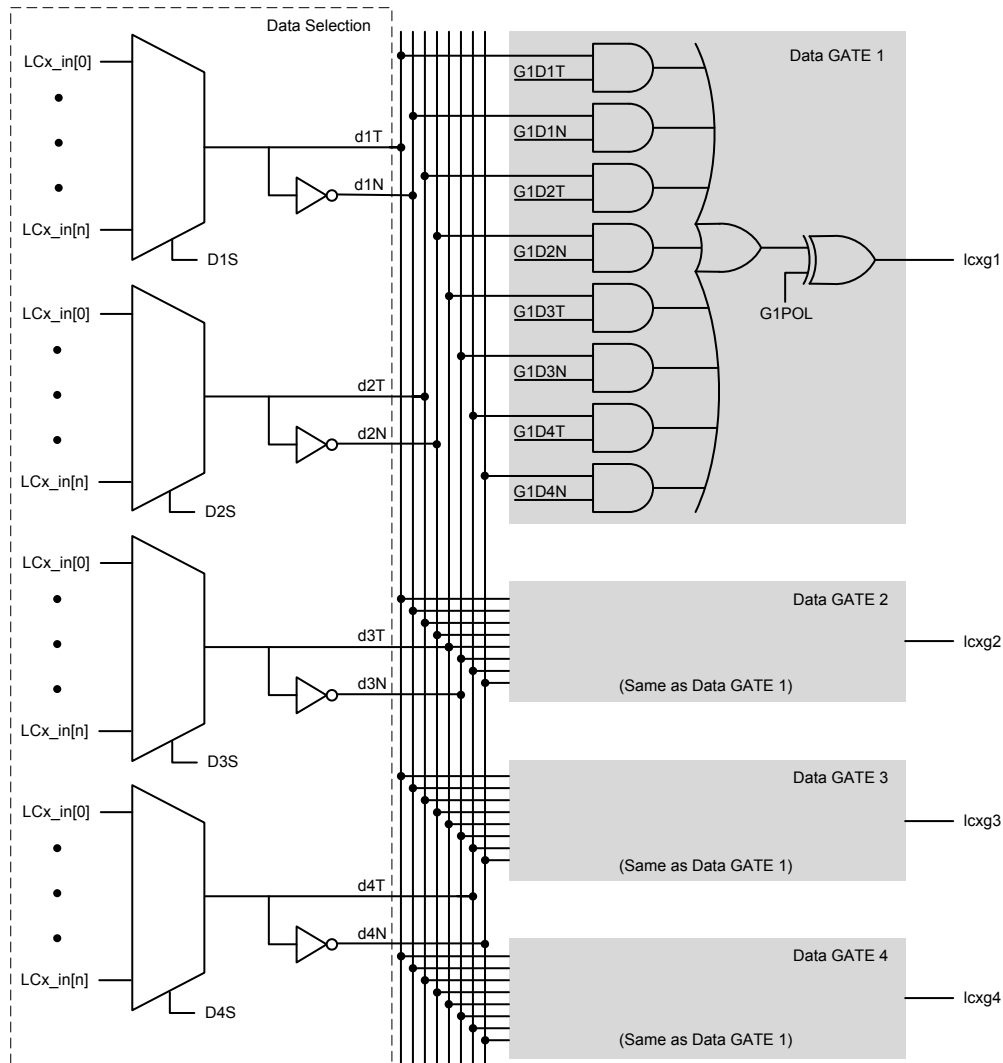 Data Selection
LCx_in[0]
LCx_in[n]
D1S
d1T
d1N
LCx_in[0]
LCx_in[n]
D2S
d2T
d2N
LCx_in[0]
LCx_in[n]
D3S
d3T
d3N
LCx_in[0]
LCx_in[n]
D4S
d4T
d4N
Data GATE 1
G1D1T
G1D1N
G1D2T
G1D2N
G1D3T
G1D3N
G1D4T
G1D4N
G1POL
lcxg1
Data GATE 2
(Same as Data GATE 1)
lcxg2
Data GATE 3
(Same as Data GATE 1)
lcxg3
Data GATE 4
(Same as Data GATE 1)
lcxg4